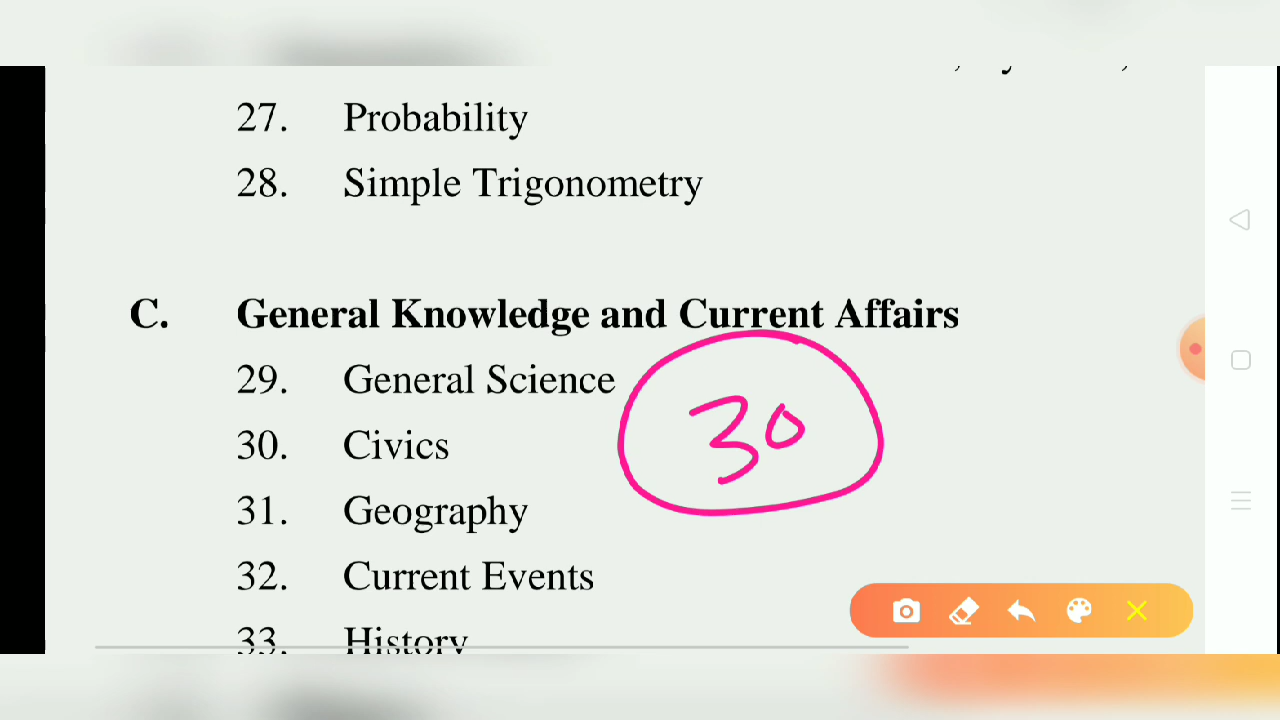 27. Probability
28. Simple Trigonometry
C. General Knowledge and Current Affairs
29. General Science
30
30. Civics
31. Geography
32. Current Events
33. History